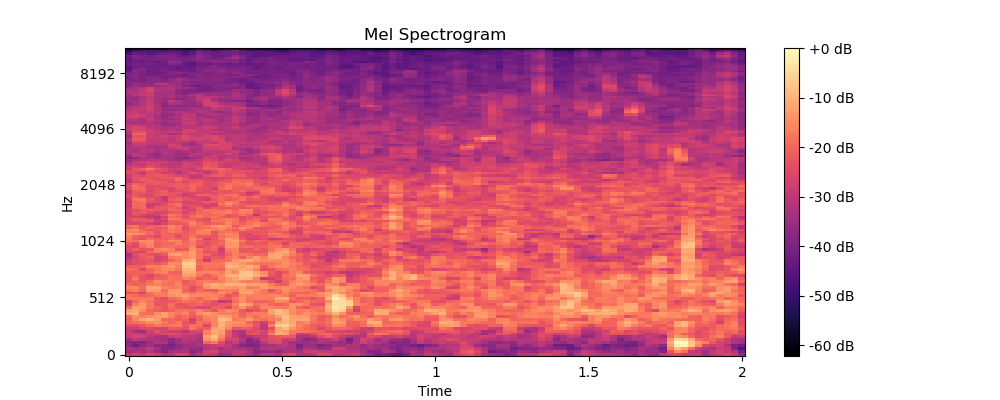 Mel Spectrogram
Hz
8192
4096
2048
1024
512
0
0
0.5
1
1.5
2
Time
+0 dB
-10 dB
-20 dB
-30 dB
-40 dB
-50 dB
-60 dB